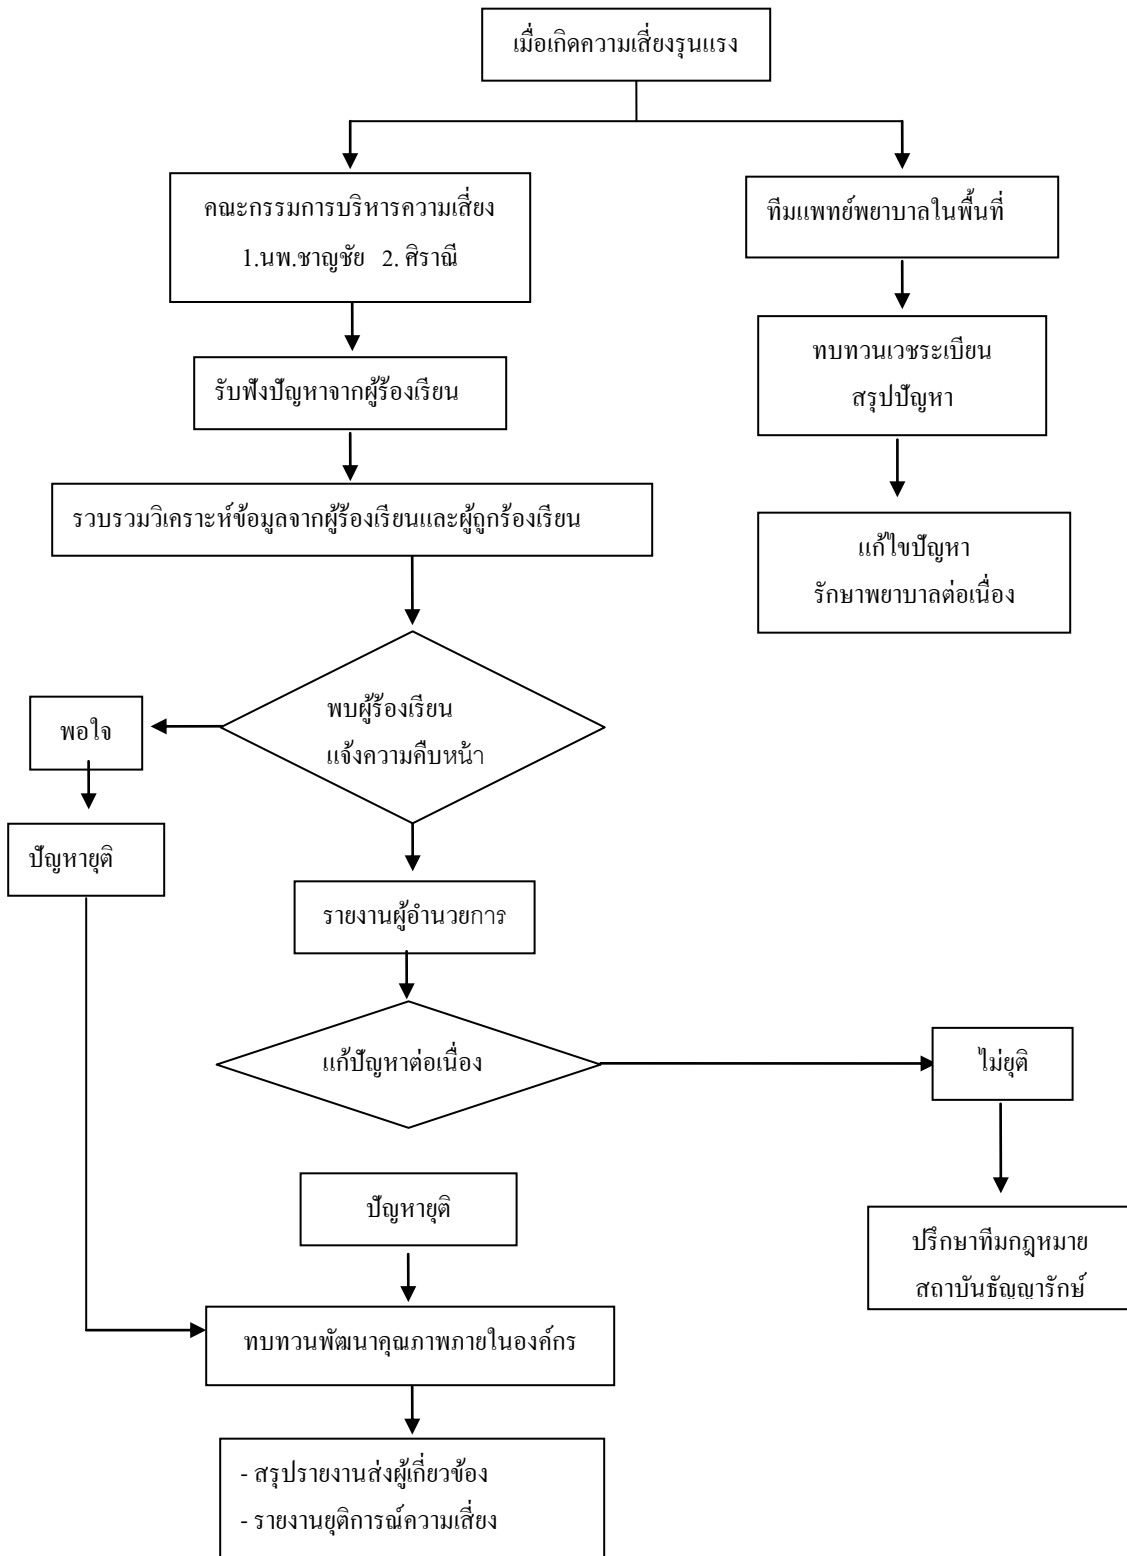 เมื่อเกิดความเสี่ยงรุนแรง
คณะกรรมการบริหารความเสี่ยง
1.นพ.ชาญชัย 2. ศิราณี
ทีมแพทย์พยาบาลในพื้นที่
รับฟังปัญหาจากผู้ร้องเรียน
ทบทวนเวชระเบียน
สรุปปัญหา
รวบรวมวิเคราะห์ข้อมูลจากผู้ร้องเรียนและผู้ถูกร้องเรียน
แก้ไขปัญหา
รักษาพยาบาลต่อเนื่อง
พบผู้ร้องเรียน
แจ้งความคืบหน้า
พอใจ
ปัญหายุติ
รายงานผู้อำนวยการ
แก้ปัญหาต่อเนื่อง
ไม่ยุติ
ปัญหายุติ
ปรึกษาทีมกฎหมาย
สถาบันธัญญารักษ์
ทบทวนพัฒนาคุณภาพภายในองค์กร
- สรุปรายงานส่งผู้เกี่ยวข้อง
- รายงานยุติการณ์ความเสี่ยง